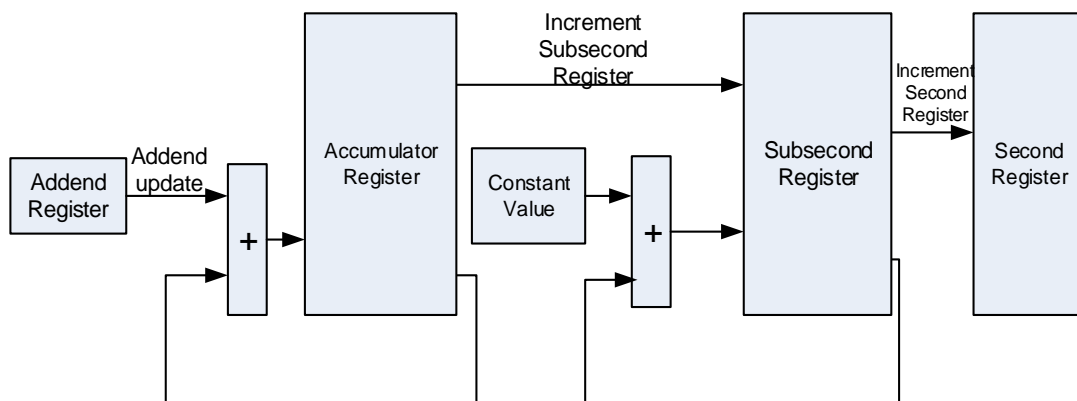 Increment
Subsecond
Register
Increment
Second
Register
Addend
update
Addend
Register
+
Accumulator
Register
Constant
Value
+
Subsecond
Register
Second
Register